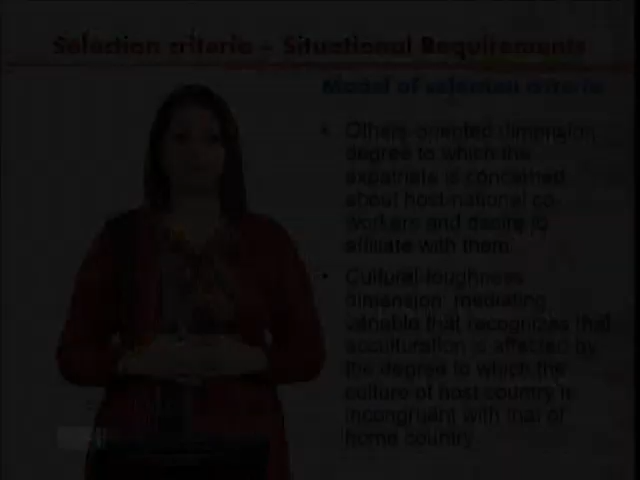 Selection criteria – Situational Requirements
Model of selection criteria
• Others-oriented dimension:
degree to which the
expatriate is concerned
about host-national co-
workers and desire to
affiliate with them.
• Cultural-toughness
dimension: mediating
variable that recognizes that
acculturation is affected by
the degree to which the
culture of host country is
incongruent with that of
home country.